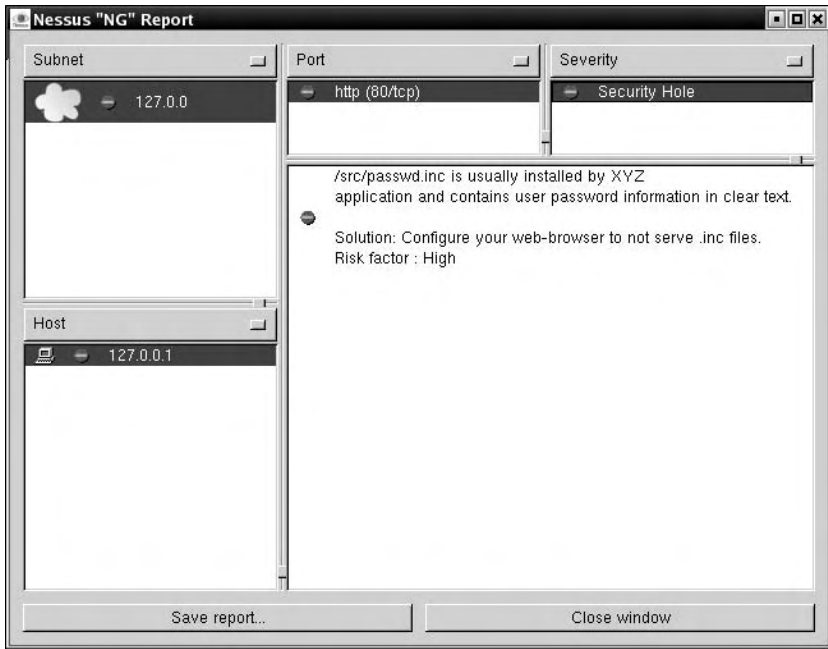 Nessus "NG" Report
Subnet
127.0.0
Port
http (80/tcp)
Severity
Security Hole
/src/passwd.inc is usually installed by XYZ
application and contains user password information in clear text.
Solution: Configure your web-browser to not serve .inc files.
Risk factor : High
Host
127.0.0.1
Save report...
Close window